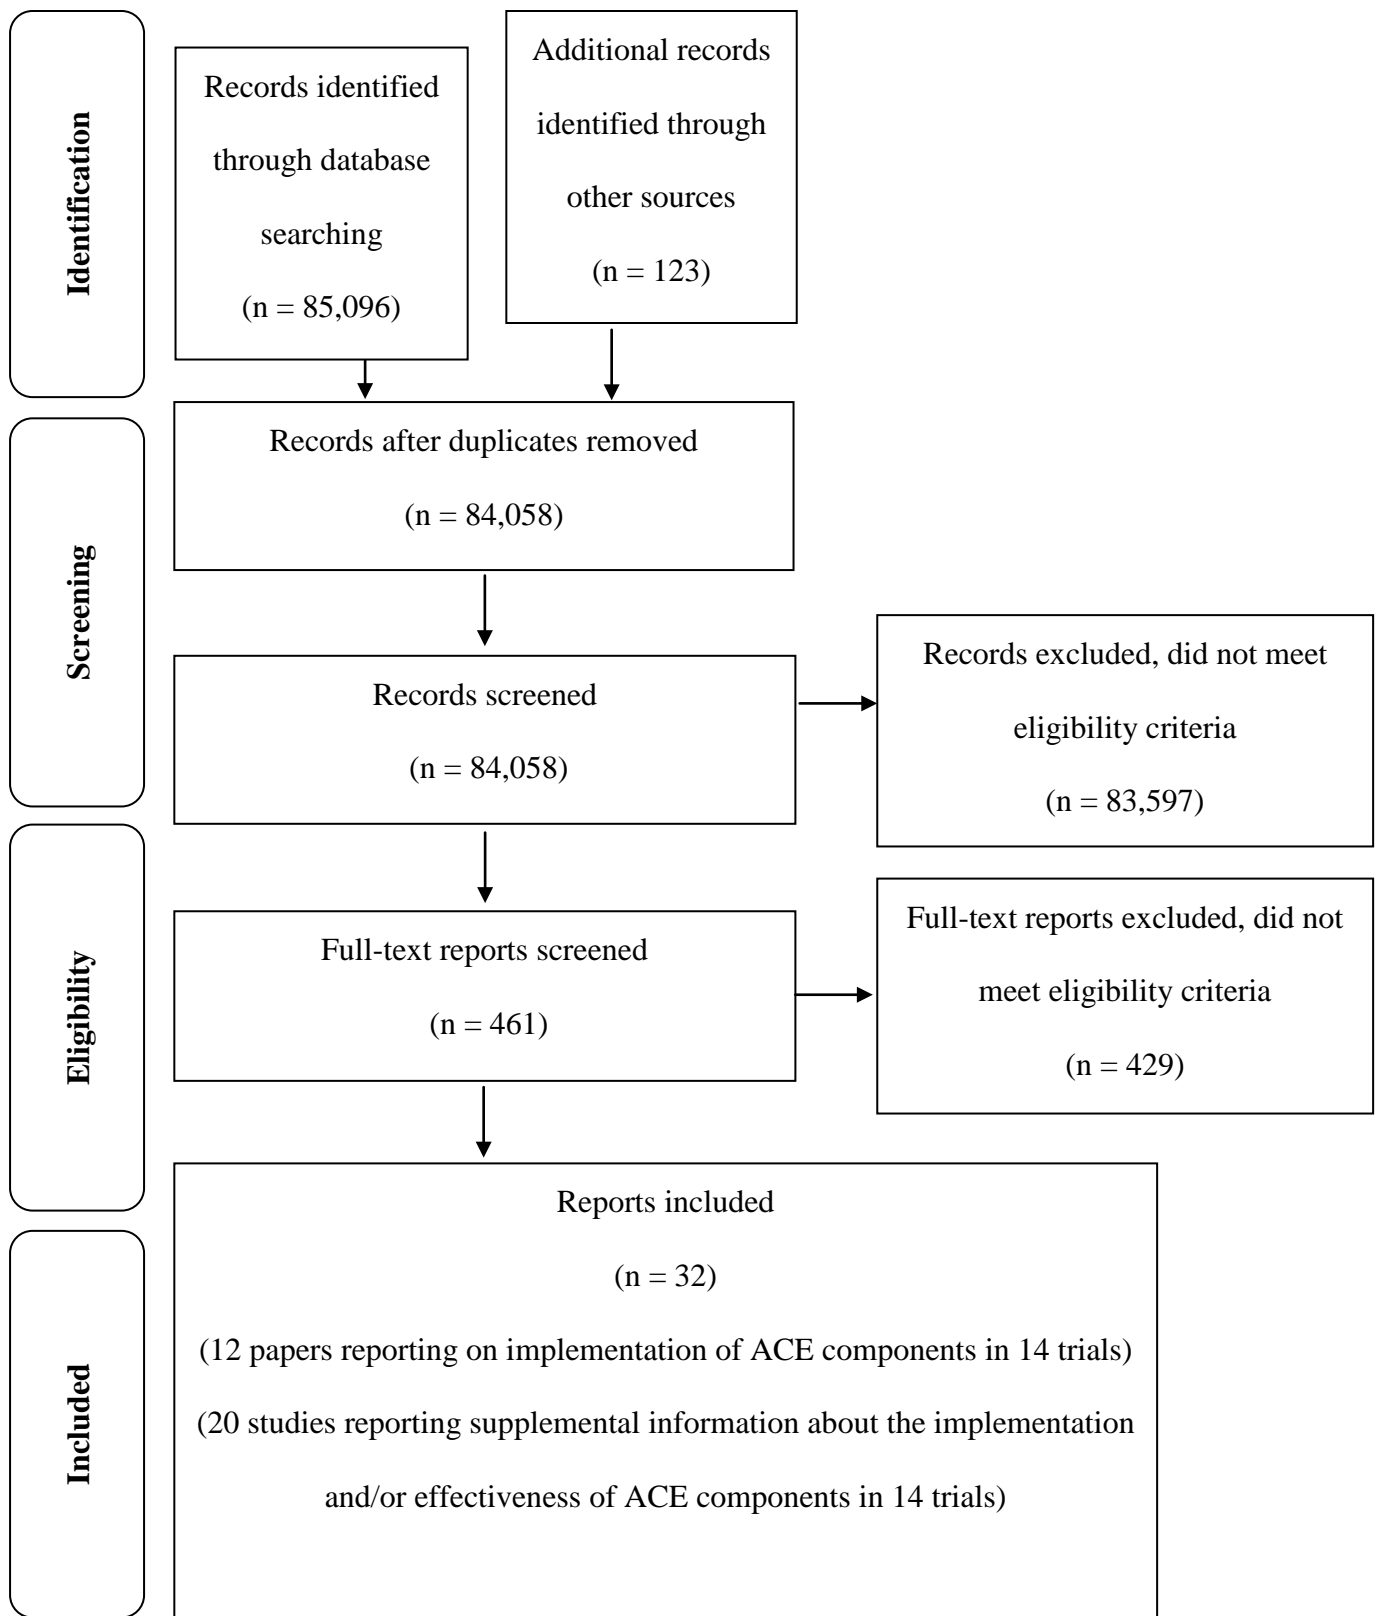 Identification
Records identified
through database
searching
(n = 85,096)
Additional records
identified through
other sources
(n = 123)
Screening
Records after duplicates removed
(n = 84,058)
Records screened
(n = 84,058)
Records excluded, did not meet
eligibility criteria
(n = 83,597)
Eligibility
Full-text reports screened
(n = 461)
Full-text reports excluded, did not
meet eligibility criteria
(n = 429)
Included
Reports included
(n = 32)
(12 papers reporting on implementation of ACE components in 14 trials)
(20 studies reporting supplemental information about the implementation
and/or effectiveness of ACE components in 14 trials)